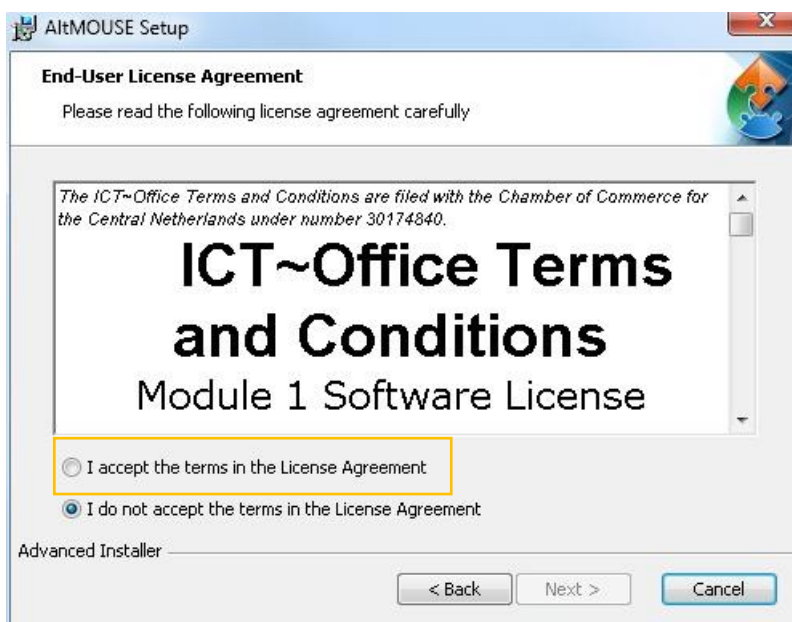 AltMOUSE Setup
End-User License Agreement
Please read the following license agreement carefully
The ICT~Office Terms and Conditions are filed with the Chamber of Commerce for
the Central Netherlands under number 30174840.
ICT~Office Terms
and Conditions
Module 1 Software License
I accept the terms in the License Agreement
I do not accept the terms in the License Agreement
Advanced Installer
< Back Next > Cancel